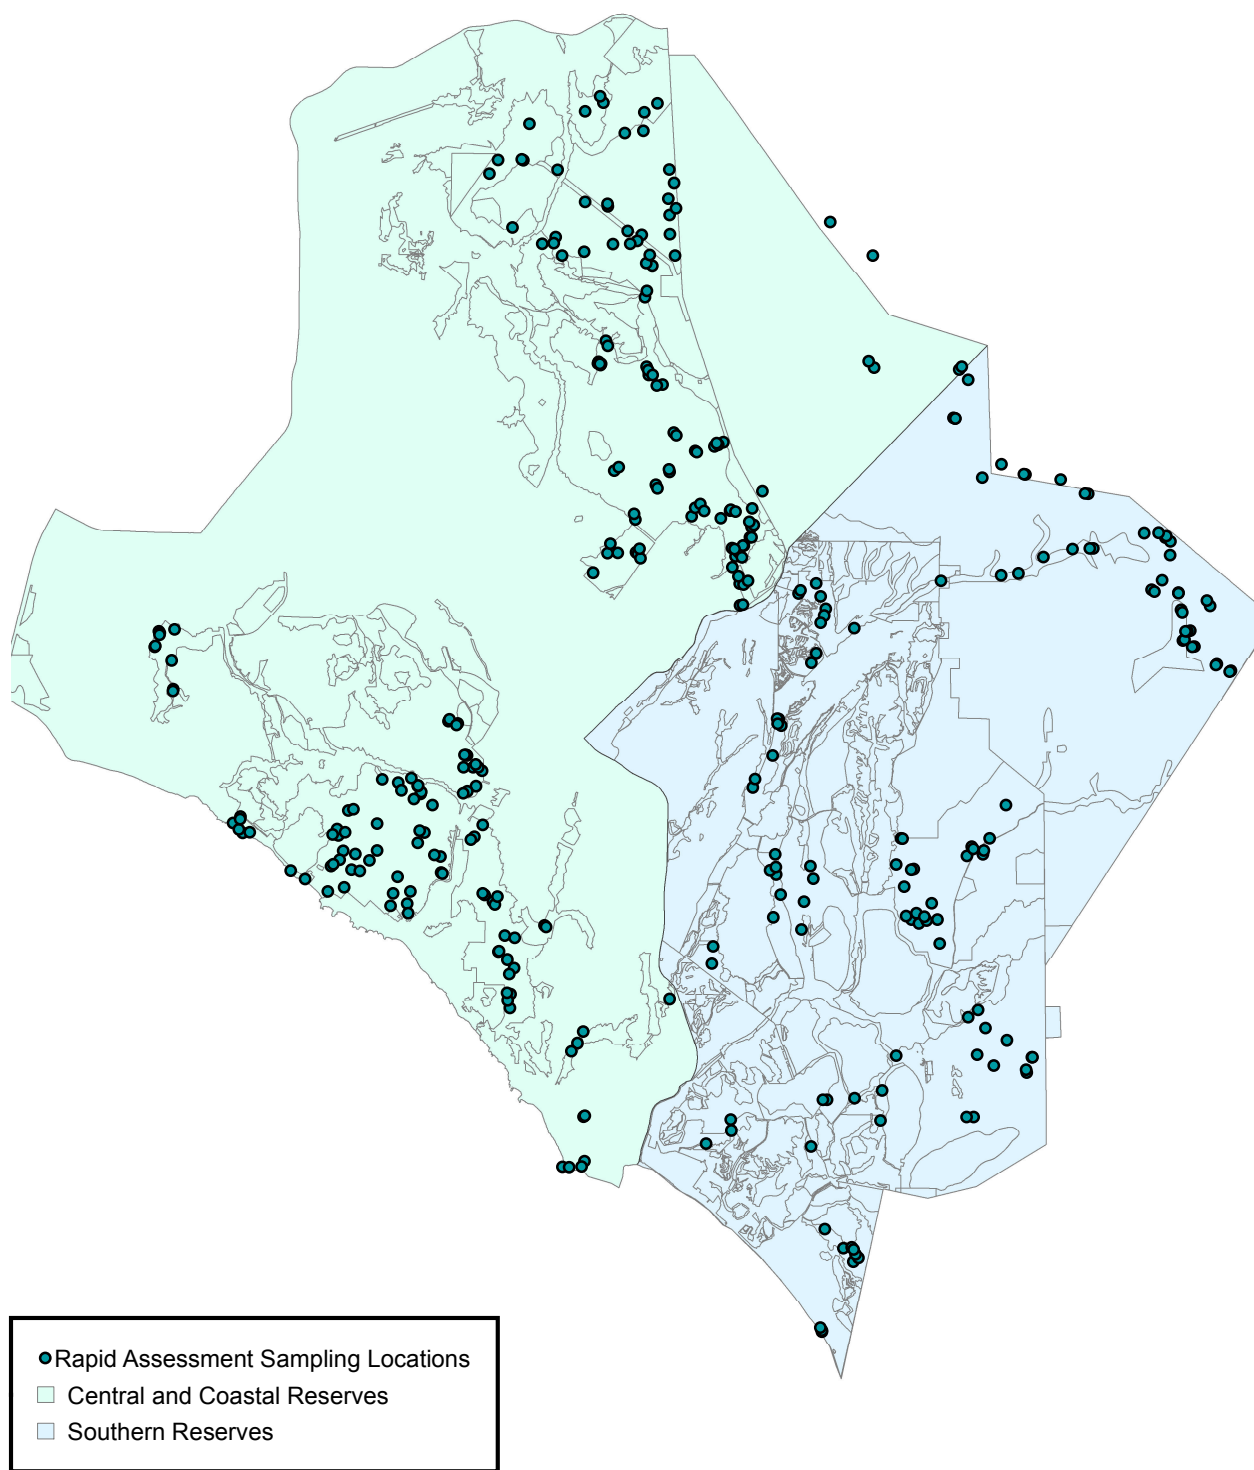 Rapid Assessment Sampling Locations
Central and Coastal Reserves
Southern Reserves